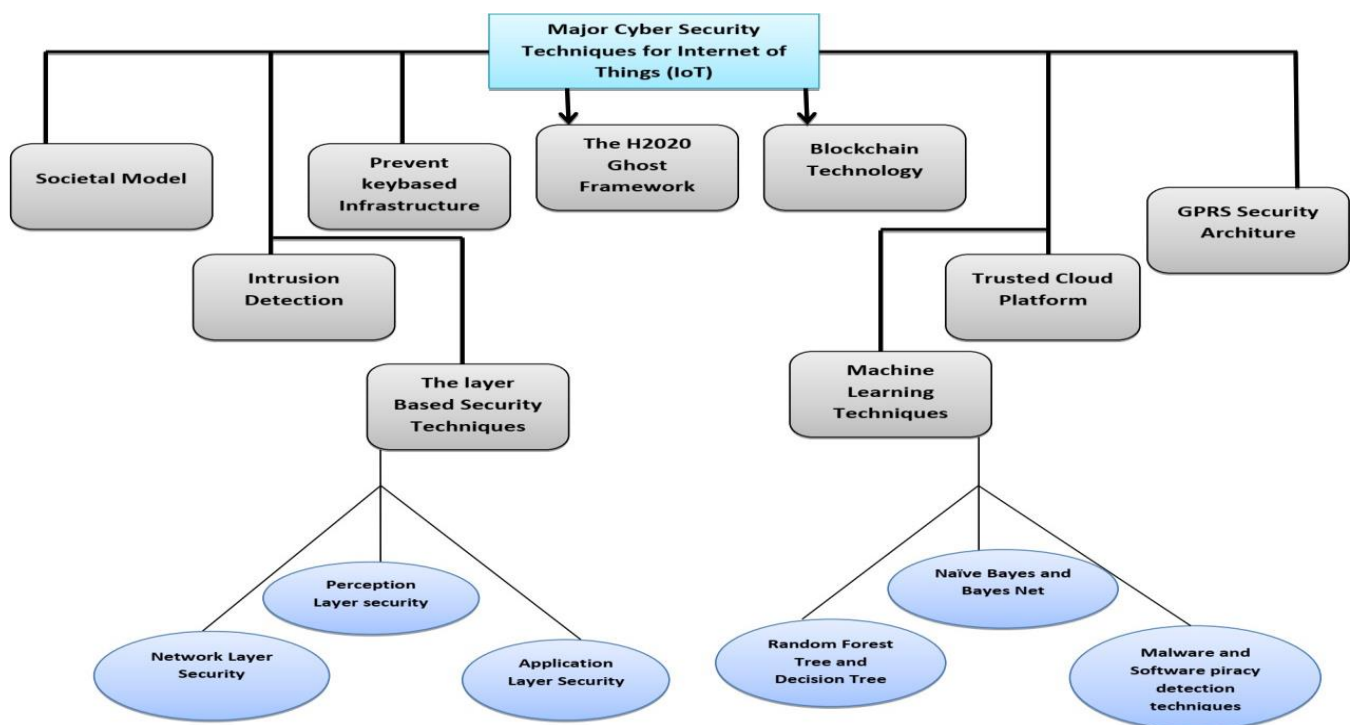 Major Cyber Security
Techniques for Internet of
Things (IoT)
Societal Model
Prevent
keybased
Infrastructure
The H2020
Ghost
Framework
Blockchain
Technology
GPRS Security
Architure
Intrusion
Detection
Trusted Cloud
Platform
The layer
Based Security
Techniques
Machine
Learning
Techniques
Perception
Layer security
Network Layer
Security
Application
Layer Security
Naïve Bayes and
Bayes Net
Random Forest
Tree and
Decision Tree
Malware and
Software piracy
detection
techniques